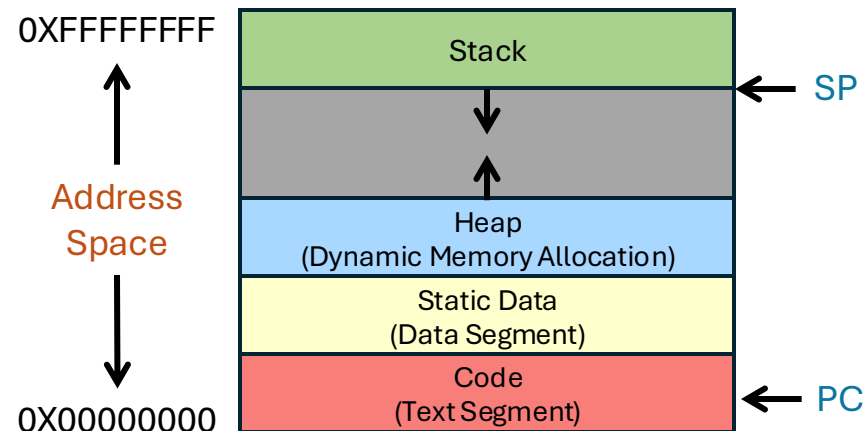 0XFFFFFFFF
Stack
SP
Address
Space
Heap
(Dynamic Memory Allocation)
Static Data
(Data Segment)
Code
(Text Segment)
PC
0X00000000